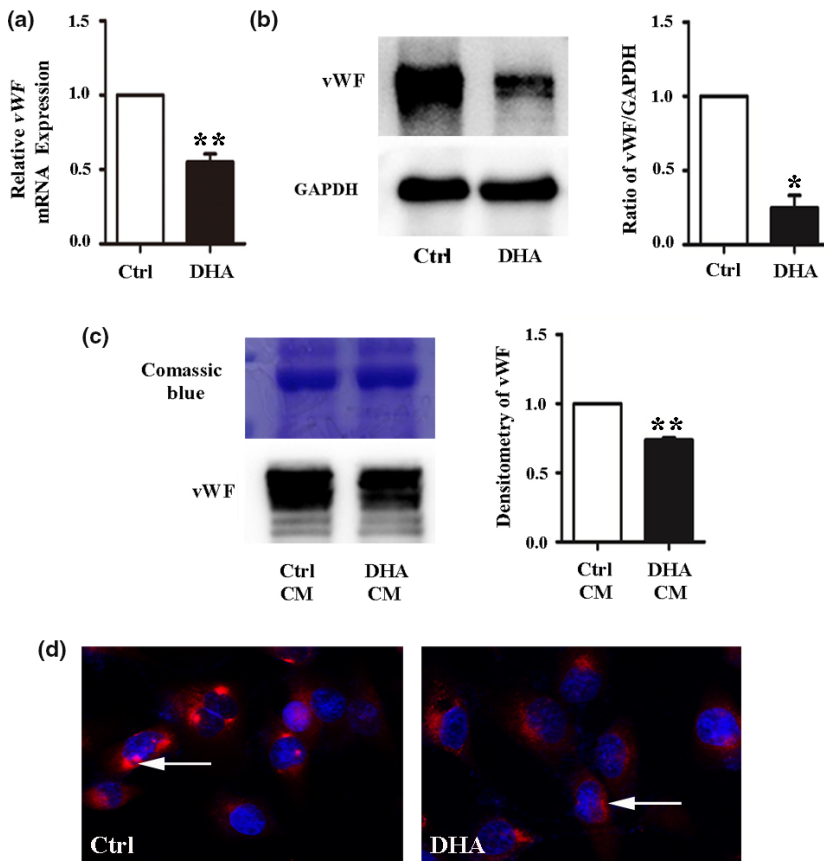 (a)
Relative vWF
mRNA Expression
1.5
1.0
0.5
0.0
**
Ctrl
DHA
(b)
vWF
GAPDH
Ctrl
DHA
Ratio of vWF/GAPDH
1.5
1.0
0.5
0.0
*
Ctrl
DHA
(c)
Comassic
blue
vWF
Ctrl
CM
DHA
CM
Densitometry of vWF
1.5
1.0
0.5
0.0
**
Ctrl
CM
DHA
CM
(d)
Ctrl
DHA